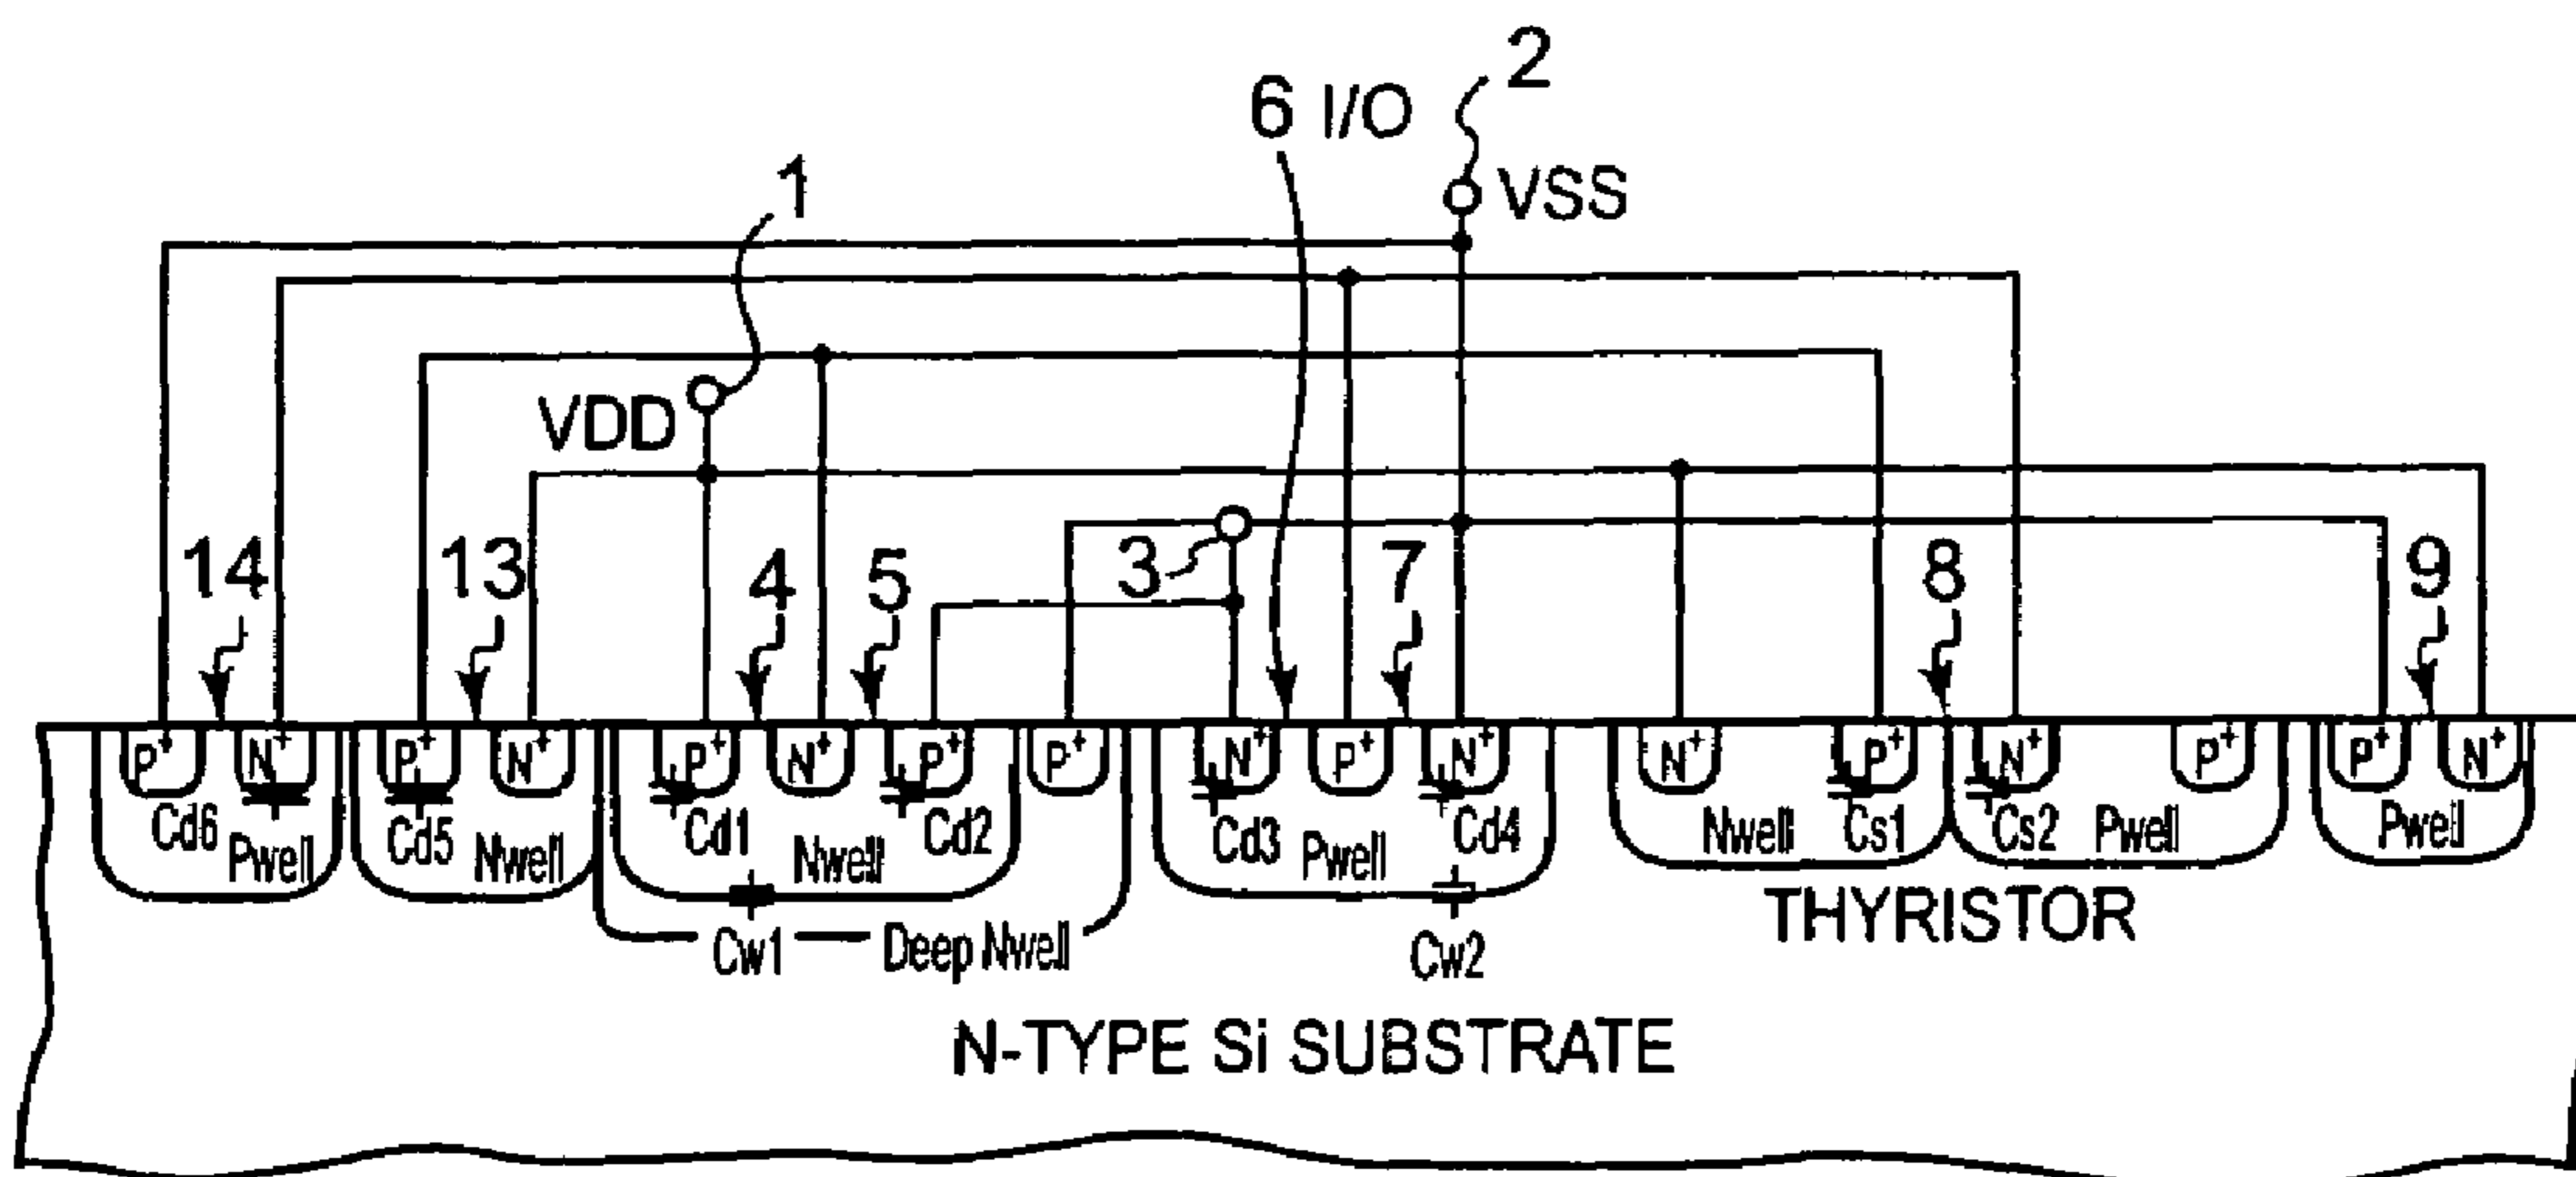 2
6 I/O
1
VSS
VDD
14 13 4 5 3 7 8 9
P+ N+ P+ N+ P+ N+ P+ P+ N+ P+ N+ N+ P+ N+ P+ P+ N+
Cd6 Pwell Cd5 Nwell Cd1 Nwell Cd2 Cd3 Pwell Cd4 Nwell Cs1 Cs2 Pwell Pwell
THYRISTOR
Cw1 Deep Nwell Cw2
N-TYPE Si SUBSTRATE